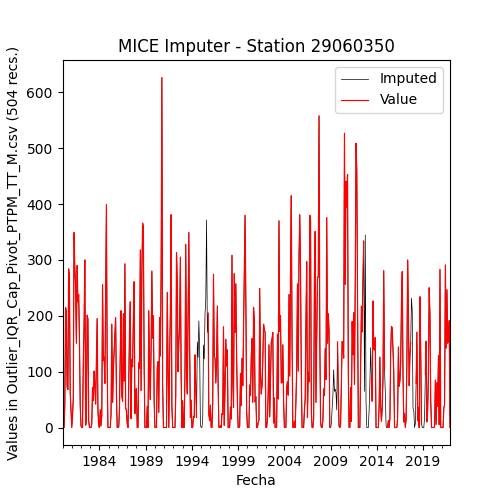 MICE Imputer - Station 29060350
Imputed
Value
Values in Outlier_IQR_Cap_Pivot_PTPM_TT_M.csv (504 recs.)
600
500
400
300
200
100
0
1984 1989 1994 1999 2004 2009 2014 2019
Fecha